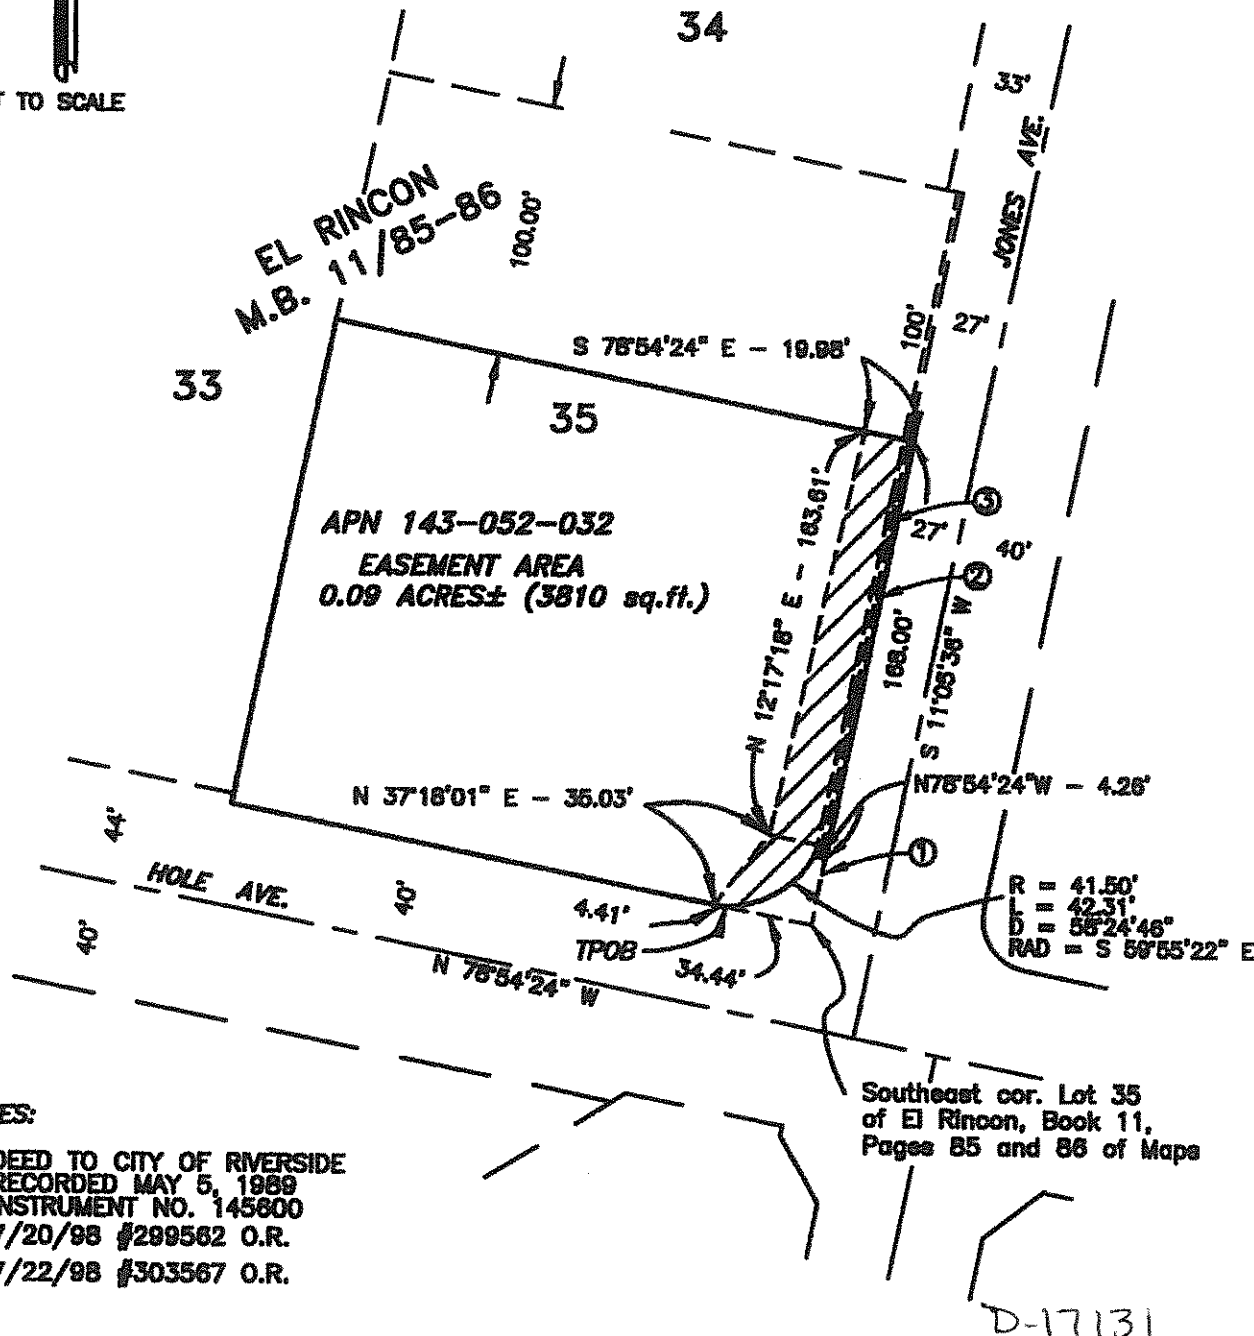 34
TO SCALE
33'
JONES AVE.
EL RINCON
M.B. 11/85-86
100.00'
100'
27'
S 78°54'24" E - 19.98'
33
35
N 12°17'18" E - 163.61'
③
27'
40'
APN 143-052-032
EASEMENT AREA
0.09 ACRES± (3810 sq.ft.)
②
168.00'
S 11°05'36" W
N78°54'24"W - 4.26'
N 37°18'01" E - 36.03'
44'
HOLE AVE.
40'
40'
①
4.41'
TPOB
34.44'
N 78°54'24" W
R = 41.50'
L = 42.31'
D = 58°24'46"
RAD = S 59°55'22" E
Southeast cor. Lot 35
of El Rincon, Book 11,
Pages 85 and 86 of Maps
ES:
DEED TO CITY OF RIVERSIDE
RECORDED MAY 5, 1989
INSTRUMENT NO. 145600
7/20/98 #299562 O.R.
7/22/98 #303567 O.R.
D-17131